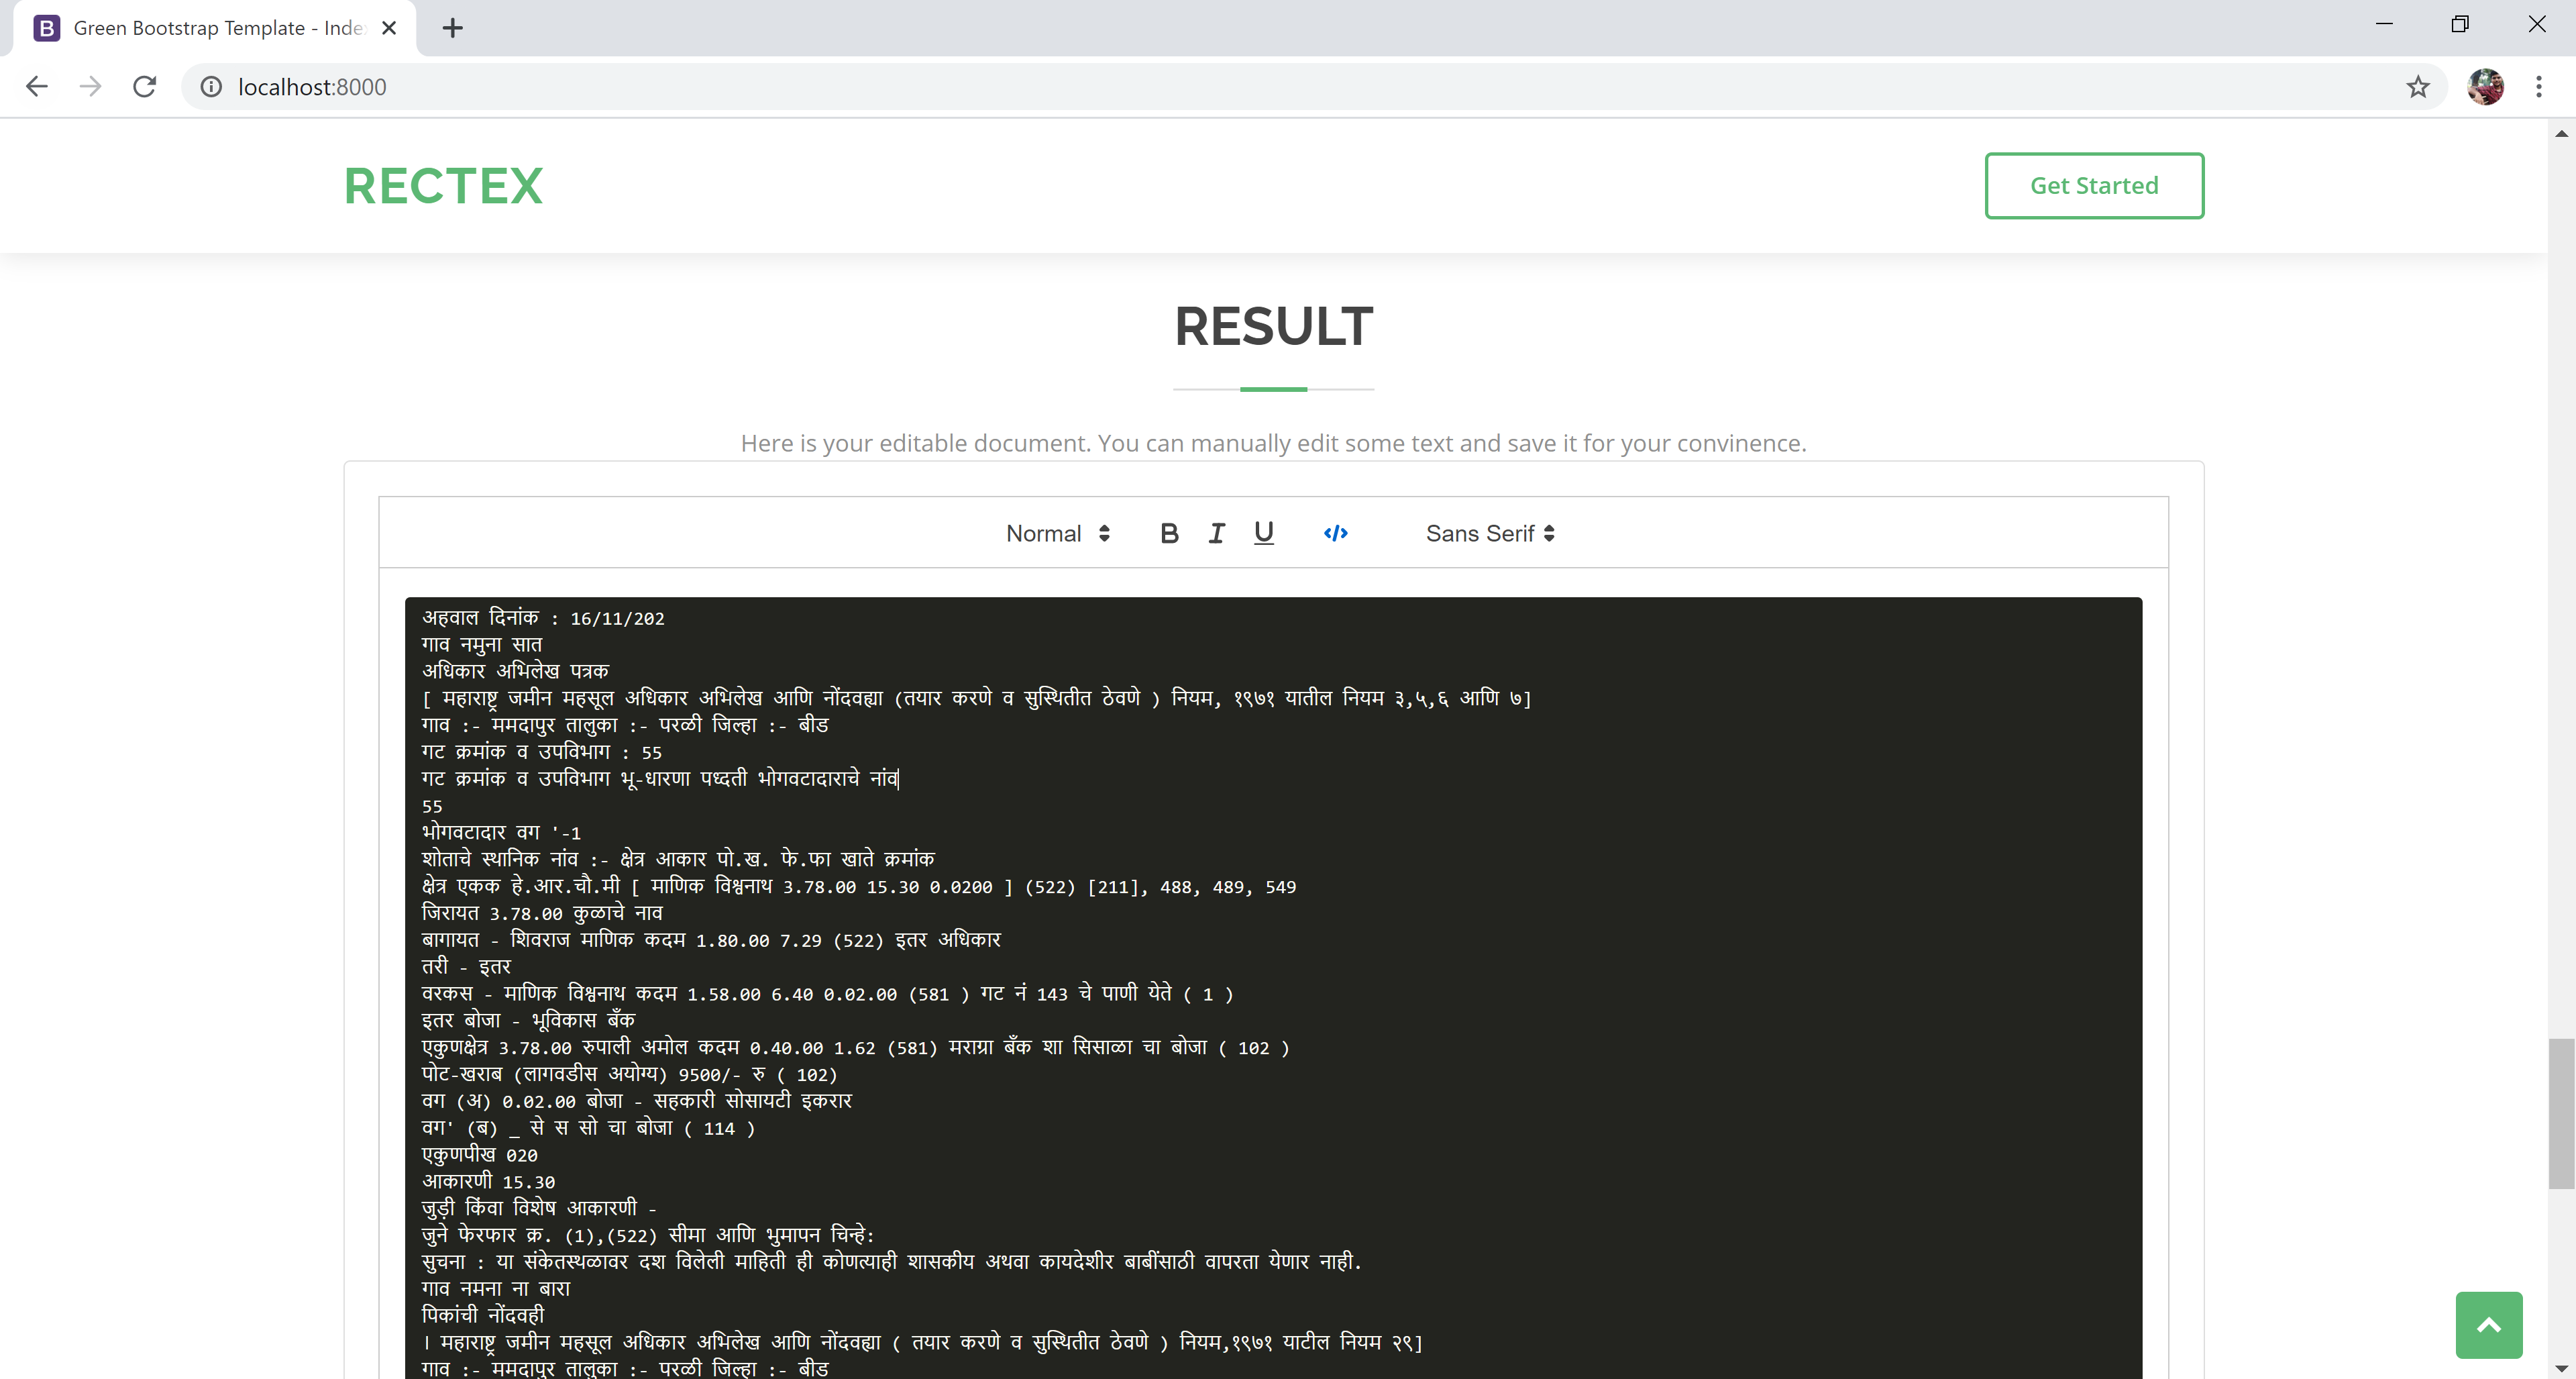 Green Bootstrap Template - Inde
localhost:8000
RECTEX
Get Started
RESULT
Here is your editable document. You can manually edit some text and save it for your convinence.
Normal B I U </> Sans Serif
अहवाल दिनांक : 16/11/202
गाव नमुना सात
अधिकार अभिलेख पत्रक
[ महाराष्ट्र जमीन महसूल अधिकार अभिलेख आणि नोंदवह्या (तयार करणे व सुस्थितीत ठेवणे ) नियम, १९७१ यातील नियम ३,५,६ आणि ७]
गाव :- ममदापुर तालुका :- परळी जिल्हा :- बीड
गट क्रमांक व उपविभाग : 55
गट क्रमांक व उपविभाग भू-धारणा पध्दती भोगवटादाराचे नांव
55
भोगवटादार वग '-1
शोताचे स्थानिक नांव :- क्षेत्र आकार पो.ख. फे.फा खाते क्रमांक
क्षेत्र एकक हे.आर.चौ.मी [ माणिक विश्वनाथ 3.78.00 15.30 0.0200 ] (522) [211], 488, 489, 549
जिरायत 3.78.00 कुळाचे नाव
बागायत - शिवराज माणिक कदम 1.80.00 7.29 (522) इतर अधिकार
तरी - इतर
वरकस - माणिक विश्वनाथ कदम 1.58.00 6.40 0.02.00 (581 ) गट नं 143 चे पाणी येते ( 1 )
इतर बोजा - भूविकास बँक
एकुणक्षेत्र 3.78.00 रुपाली अमोल कदम 0.40.00 1.62 (581) मराग्रा बँक शा सिसाळा चा बोजा ( 102 )
पोट-खराब (लागवडीस अयोग्य) 9500/- रु ( 102)
वग (अ) 0.02.00 बोजा - सहकारी सोसायटी इकरार
वग' (ब) _ से स सो चा बोजा ( 114 )
एकुणपीख 020
आकारणी 15.30
जुड़ी किंवा विशेष आकारणी -
जुने फेरफार क्र. (1),(522) सीमा आणि भुमापन चिन्हे:
सुचना : या संकेतस्थळावर दश विलेली माहिती ही कोणत्याही शासकीय अथवा कायदेशीर बाबींसाठी वापरता येणार नाही.
गाव नमना ना बारा
पिकांची नोंदवही
। महाराष्ट्र जमीन महसूल अधिकार अभिलेख आणि नोंदवह्या ( तयार करणे व सुस्थितीत ठेवणे ) नियम,१९७१ याटील नियम २९]
गाव :- ममदापुर तालुका :- परळी जिल्हा :- बीड